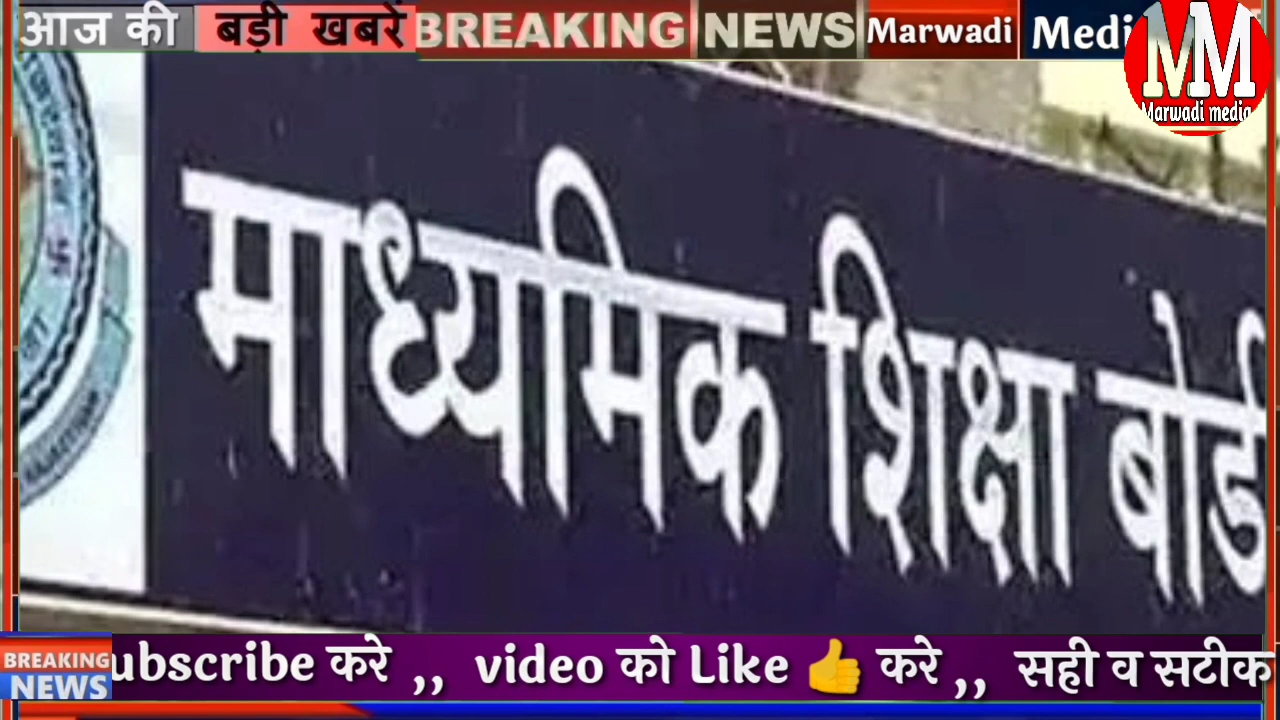 आज की बड़ी खबरें BREAKING NEWS Marwadi Medi
MM
Marwadi media
माध्यमिक शिक्षा बोर्ड
BREAKING
NEWS
ubscribe करे ,, video को Like 👍 करे ,, सही व सटीक